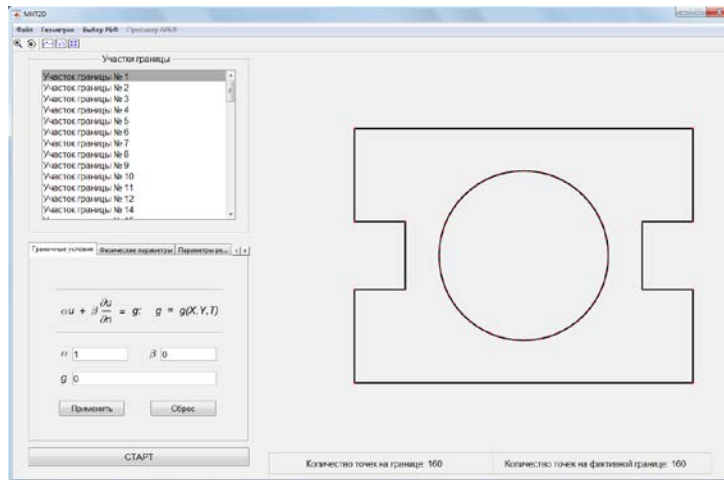 МНТ2D
Файл Геометрия Выбор РБФ Просмотр АРБФ
Участки границы
Участок границы № 1
Участок границы № 2
Участок границы № 3
Участок границы № 4
Участок границы № 5
Участок границы № 6
Участок границы № 7
Участок границы № 8
Участок границы № 9
Участок границы № 10
Участок границы № 11
Участок границы № 12
Участок границы № 14
Граничные условия Физические параметры Параметры ре...
αu + β ∂u/∂n = g; g = g(X,Y,T)
α 1 β 0
g 0
Применить Сброс
СТАРТ
Количество точек на границе: 160 Количество точек на фиктивной границе: 160